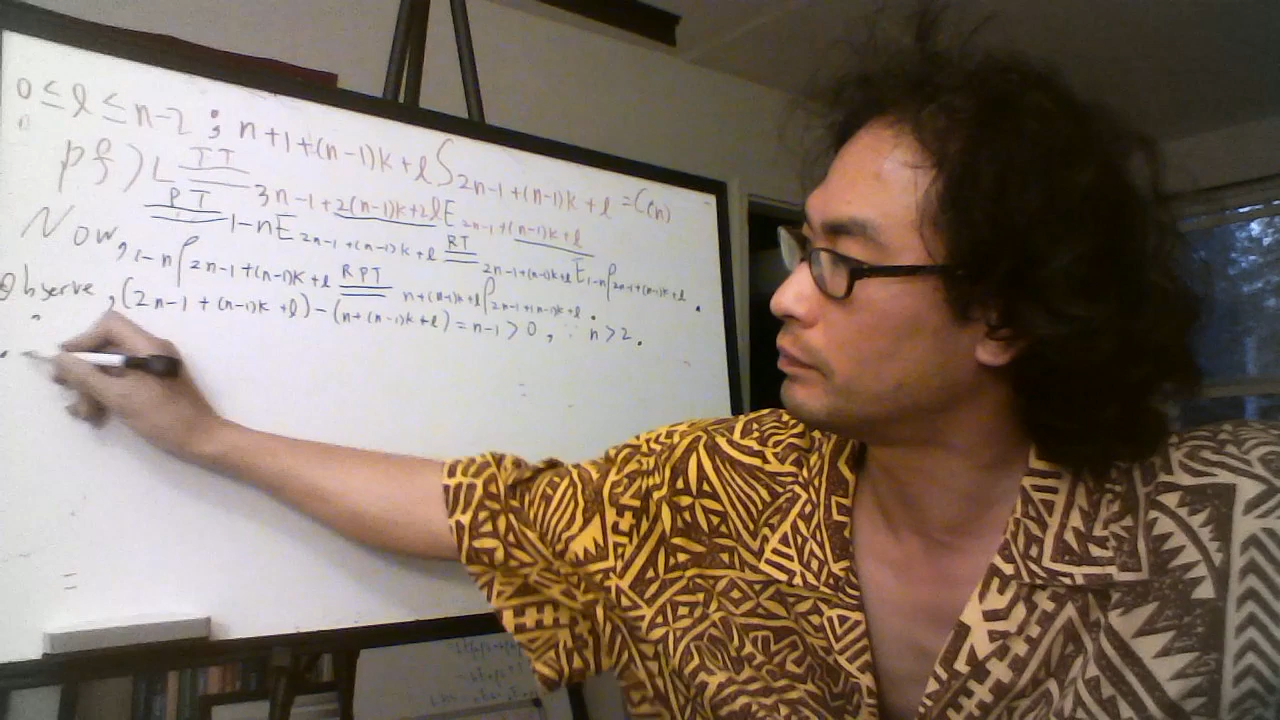 0 ≤ l ≤ n-2 ; n+1+(n-1)k+l S 2n-1+(n-1)k+l = C(n)
pf) L TT 3n-1+2(n-1)k+2l E 2n-1+(n-1)k+l
PT 1-n E 2n-1+(n-1)k+l RT 2n-1+(n-1)k+l E 1-n ρ 2n-1+(n-1)k+l .
Now, 1-n ρ 2n-1+(n-1)k+l RPT n+(n-1)k+l ρ 2n-1+(n-1)k+l .
Observe, (2n-1+(n-1)k+l)-(n+(n-1)k+l)=n-1>0, ∵ n>2.